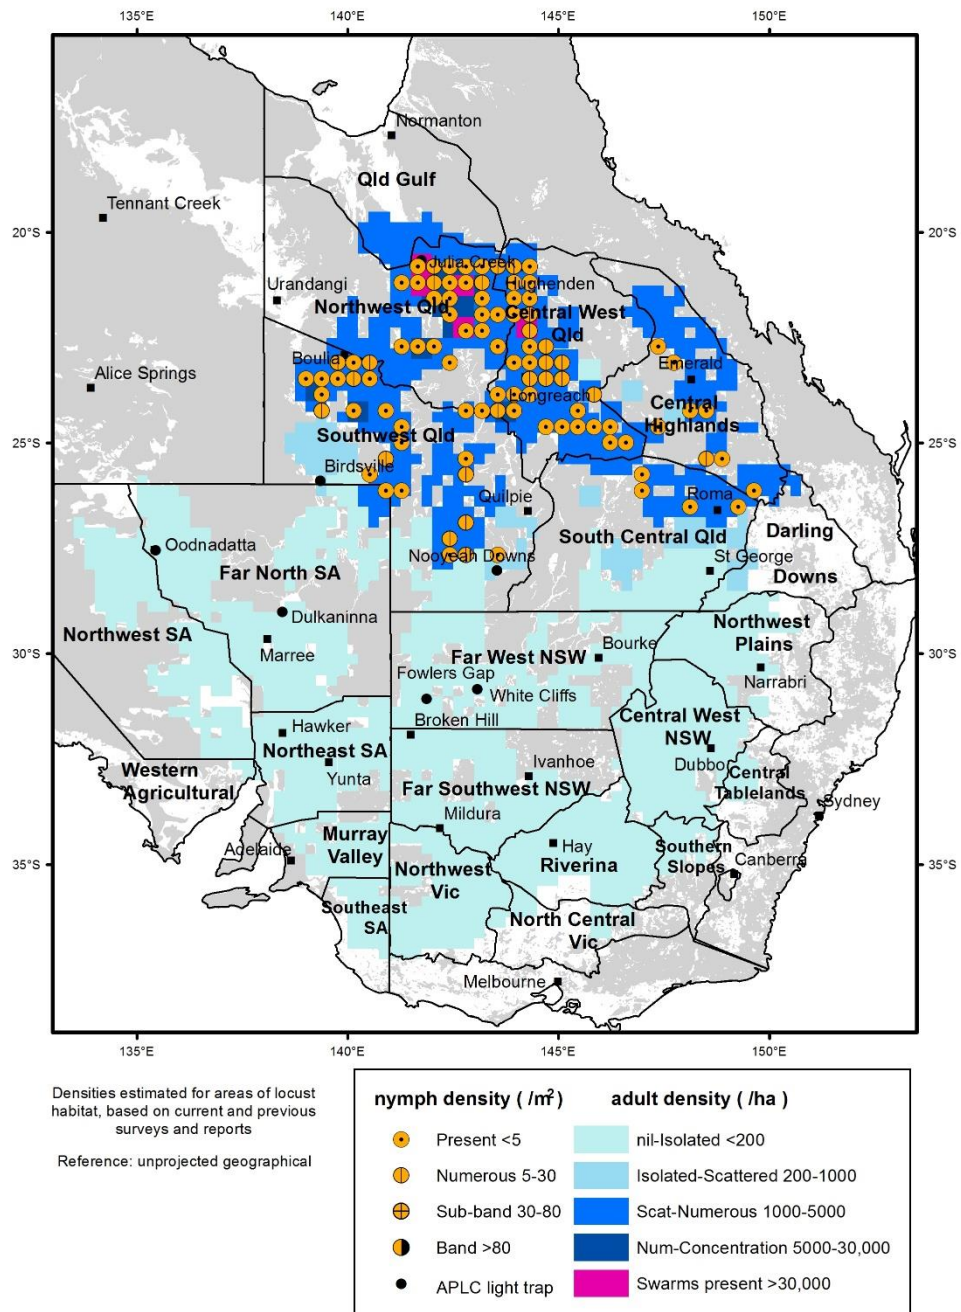 135°E 140°E 145°E 150°E
Normanton
Qld Gulf
Tennant Creek
20°S 20°S
Julia Creek
Urandangi
Hughenden
Northwest Qld
Central West
Qld
Boulia
Emerald
Alice Springs
Longreach
Central
Highlands
Southwest Qld
25°S 25°S
Birdsville
Quilpie
Roma
South Central Qld
Darling
Downs
Oodnadatta
Nooyeah Downs
St George
Far North SA
Dulkaninna
Northwest SA
Northwest
Plains
Marree
Bourke
Far West NSW
30°S 30°S
Narrabri
Fowlers Gap
White Cliffs
Broken Hill
Hawker
Central West
NSW
Northeast SA
Ivanhoe
Dubbo
Western
Agricultural
Yunta
Far Southwest NSW
Central
Tablelands
Mildura
Sydney
Murray
Valley
Adelaide
Hay
Southern
Slopes
Riverina
Canberra
35°S 35°S
Northwest
Vic
Southeast
SA
North Central
Vic
Melbourne
135°E 140°E 145°E 150°E
Densities estimated for areas of locust
habitat, based on current and previous
surveys and reports
Reference: unprojected geographical
nymph density ( /m²) adult density ( /ha )
Present <5 nil-Isolated <200
Numerous 5-30 Isolated-Scattered 200-1000
Sub-band 30-80 Scat-Numerous 1000-5000
Band >80 Num-Concentration 5000-30,000
APLC light trap Swarms present >30,000